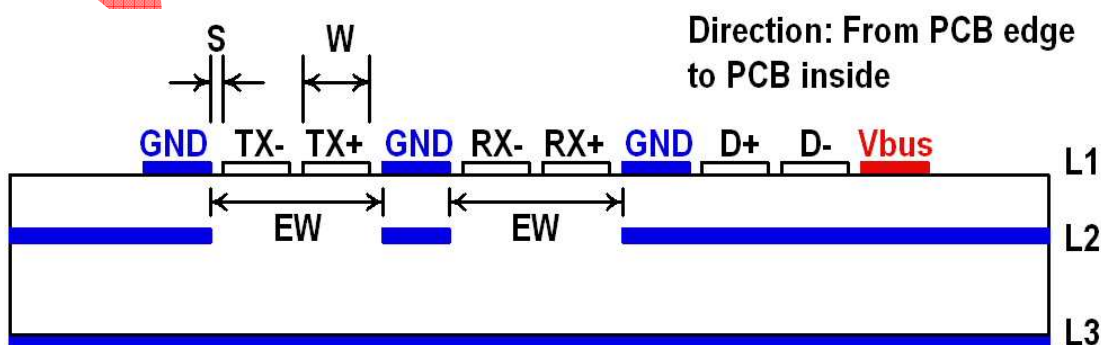 S W Direction: From PCB edge
to PCB inside
GND TX- TX+ GND RX- RX+ GND D+ D- Vbus L1
EW EW L2
L3